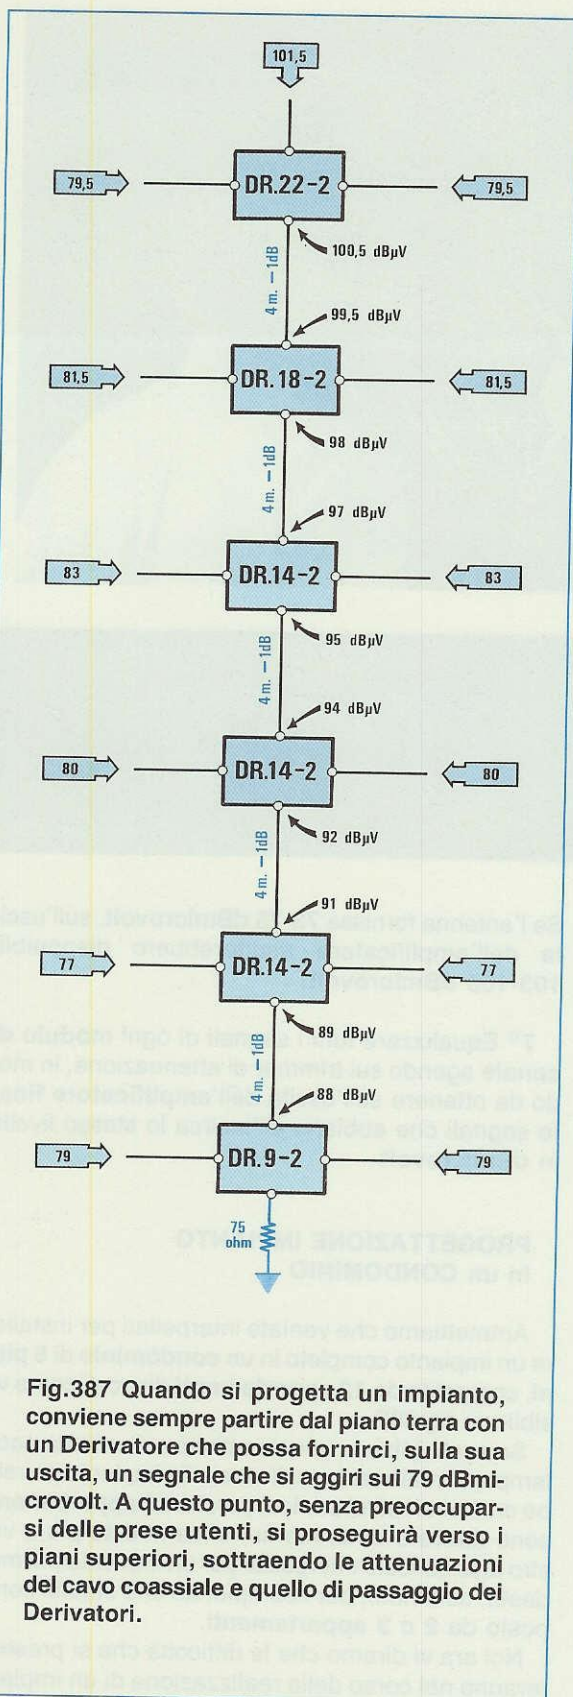 101,5
79,5
DR.22-2
79,5
100,5 dBµV
4 m. - 1dB
99,5 dBµV
81,5
DR. 18-2
81,5
98 dBµV
4 m. - 1dB
97 dBµV
83
DR.14-2
83
95 dBµV
4 m. - 1dB
94 dBµV
80
DR.14-2
80
92 dBµV
4 m. - 1dB
91 dBµV
77
DR.14-2
77
89 dBµV
4 m. - 1dB
88 dBµV
79
DR.9-2
79
75
ohm
Fig.387 Quando si progetta un impianto,
conviene sempre partire dal piano terra con
un Derivatore che possa fornirci, sulla sua
uscita, un segnale che si aggiri sui 79 dBmi-
crovolt. A questo punto, senza preoccupar-
si delle prese utenti, si proseguirà verso i
piani superiori, sottraendo le attenuazioni
del cavo coassiale e quello di passaggio dei
Derivatori.